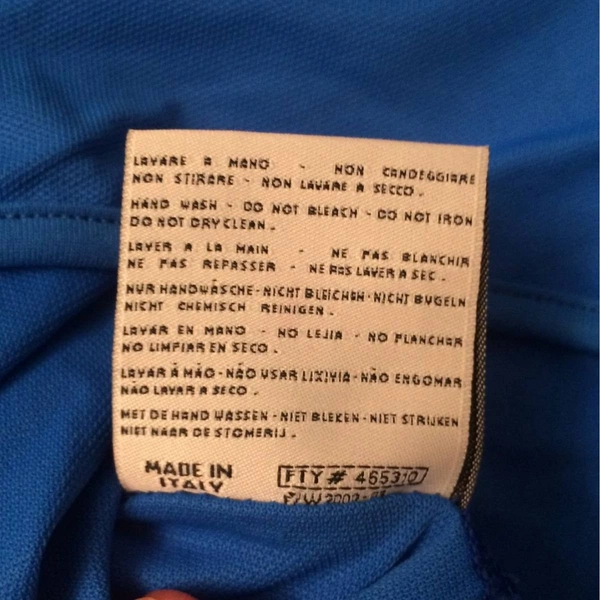 LAVARE A MANO - NON CANDEGGIARE
NON STIRARE - NON LAVARE A SECCO.
HAND WASH - DO NOT BLEACH - DO NOT IRON
DO NOT DRYCLEAN.
LAVER A LA MAIN - NE PAS BLANCHIR
NE PAS REPASSER - NE PAS LAVER A SEC.
NUR HANDWÄSCHE - NICHT BLEICHEN - NICHT BUGELN
NICHT CHEMISCH REINIGEN.
LAVAR EN MANO - NO LEJIA - NO PLANCHAR
NO LIMPIAR EN SECO.
LAVAR À MÃO - NÃO USAR LIXIVIA - NÃO ENGOMAR
NÃO LAVAR A SECO.
MET DE HAND WASSEN - NIET BLEKEN - NIET STRIJKEN
NIET NAAR DE STOMERIJ.
MADE IN
ITALY
FTY #
F/W